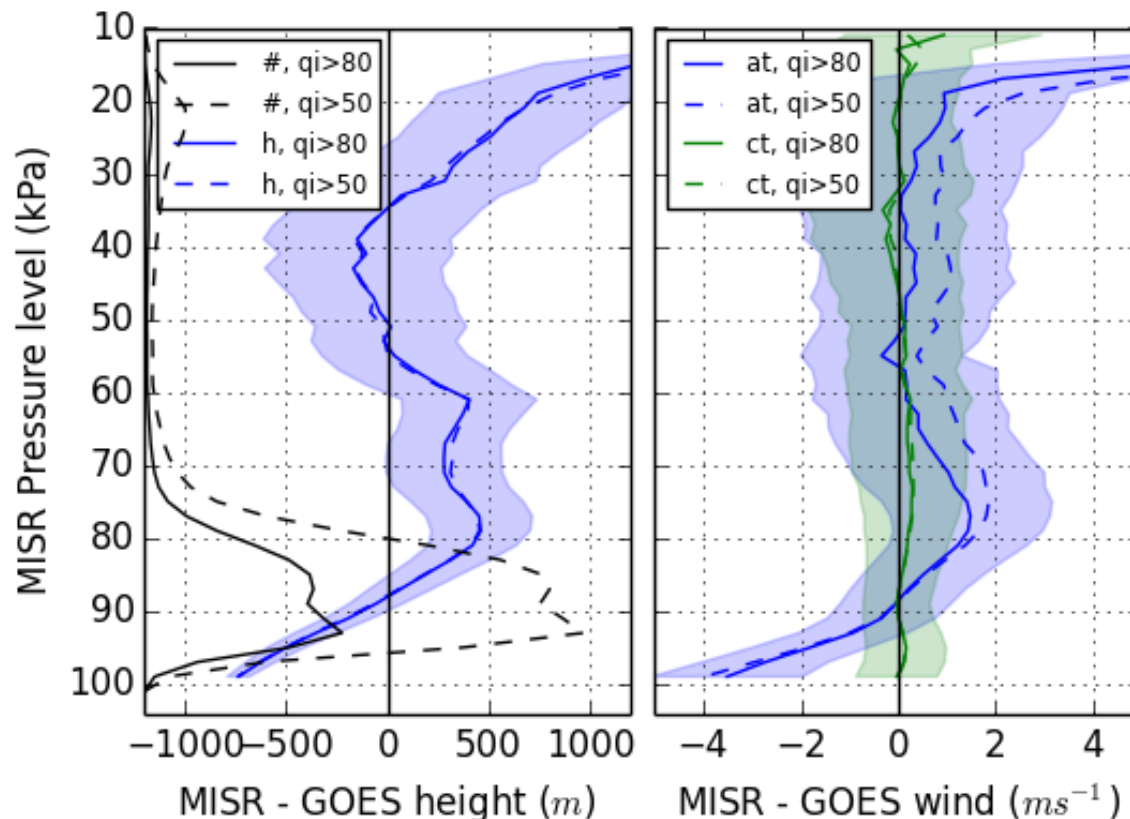 MISR Pressure level (kPa)
10
20
30
40
50
60
70
80
90
100
#, qi>80
#, qi>50
h, qi>80
h, qi>50
at, qi>80
at, qi>50
ct, qi>80
ct, qi>50
−1000 −500 0 500 1000
−4 −2 0 2 4
MISR - GOES height (m)
MISR - GOES wind (ms⁻¹)